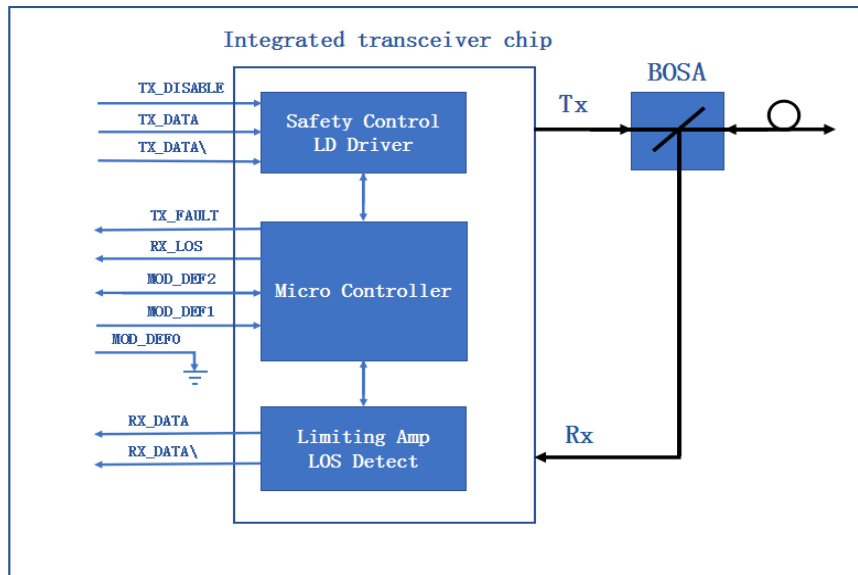 Integrated transceiver chip
BOSA
TX_DISABLE
TX_DATA
TX_DATA\
Safety Control
LD Driver
Tx
TX_FAULT
RX_LOS
MOD_DEF2
MOD_DEF1
MOD_DEF0
Micro Controller
RX_DATA
RX_DATA\
Limiting Amp
LOS Detect
Rx